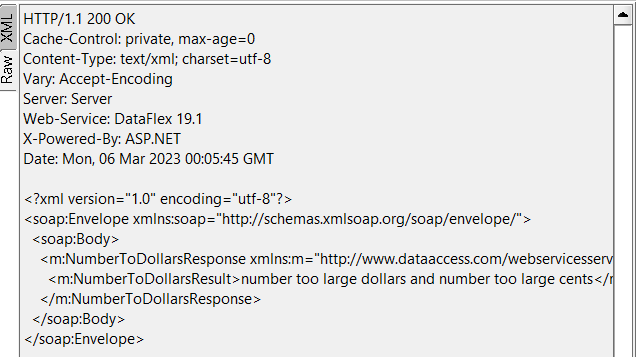 XML
Raw
HTTP/1.1 200 OK
Cache-Control: private, max-age=0
Content-Type: text/xml; charset=utf-8
Vary: Accept-Encoding
Server: Server
Web-Service: DataFlex 19.1
X-Powered-By: ASP.NET
Date: Mon, 06 Mar 2023 00:05:45 GMT
<?xml version="1.0" encoding="utf-8"?>
<soap:Envelope xmlns:soap="http://schemas.xmlsoap.org/soap/envelope/">
<soap:Body>
<m:NumberToDollarsResponse xmlns:m="http://www.dataaccess.com/webservicesserv
<m:NumberToDollarsResult>number too large dollars and number too large cents</
</m:NumberToDollarsResponse>
</soap:Body>
</soap:Envelope>